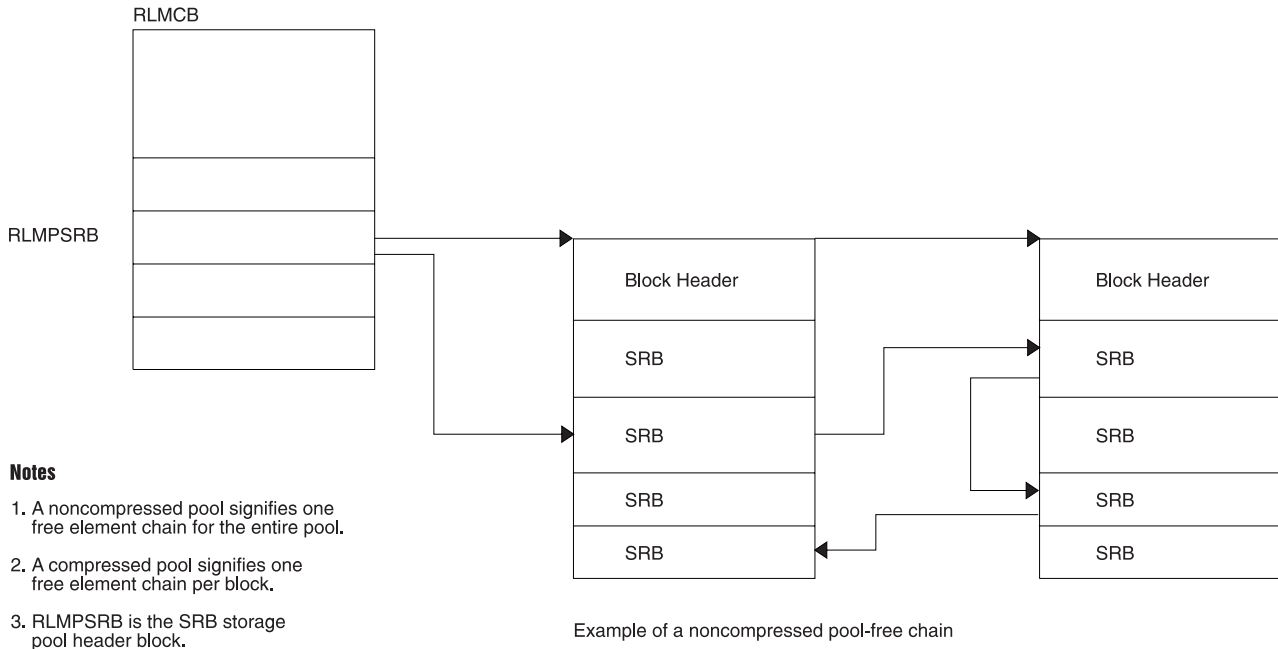 RLMCB
RLMPSRB
Block Header
SRB
SRB
SRB
SRB
Block Header
SRB
SRB
SRB
SRB
Notes
1. A noncompressed pool signifies one
free element chain for the entire pool.
2. A compressed pool signifies one
free element chain per block.
3. RLMPSRB is the SRB storage
pool header block.
Example of a noncompressed pool-free chain